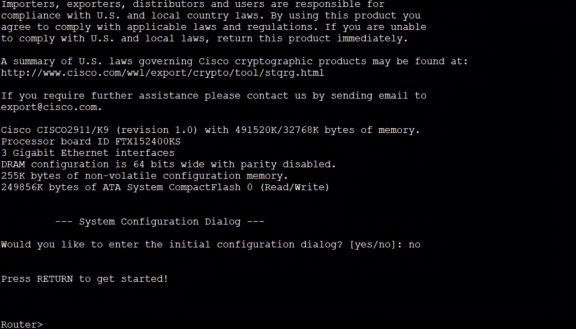 Importers, exporters, distributors and users are responsible for
compliance with U.S. and local country laws. By using this product you
agree to comply with applicable laws and regulations. If you are unable
to comply with U.S. and local laws, return this product immediately.
A summary of U.S. laws governing Cisco cryptographic products may be found at:
http://www.cisco.com/wwl/export/crypto/tool/stqrg.html
If you require further assistance please contact us by sending email to
export@cisco.com.
Cisco CISCO2911/K9 (revision 1.0) with 491520K/32768K bytes of memory.
Processor board ID FTX152400KS
3 Gigabit Ethernet interfaces
DRAM configuration is 64 bits wide with parity disabled.
255K bytes of non-volatile configuration memory.
249856K bytes of ATA System CompactFlash 0 (Read/Write)
--- System Configuration Dialog ---
Would you like to enter the initial configuration dialog? [yes/no]: no
Press RETURN to get started!
Router>